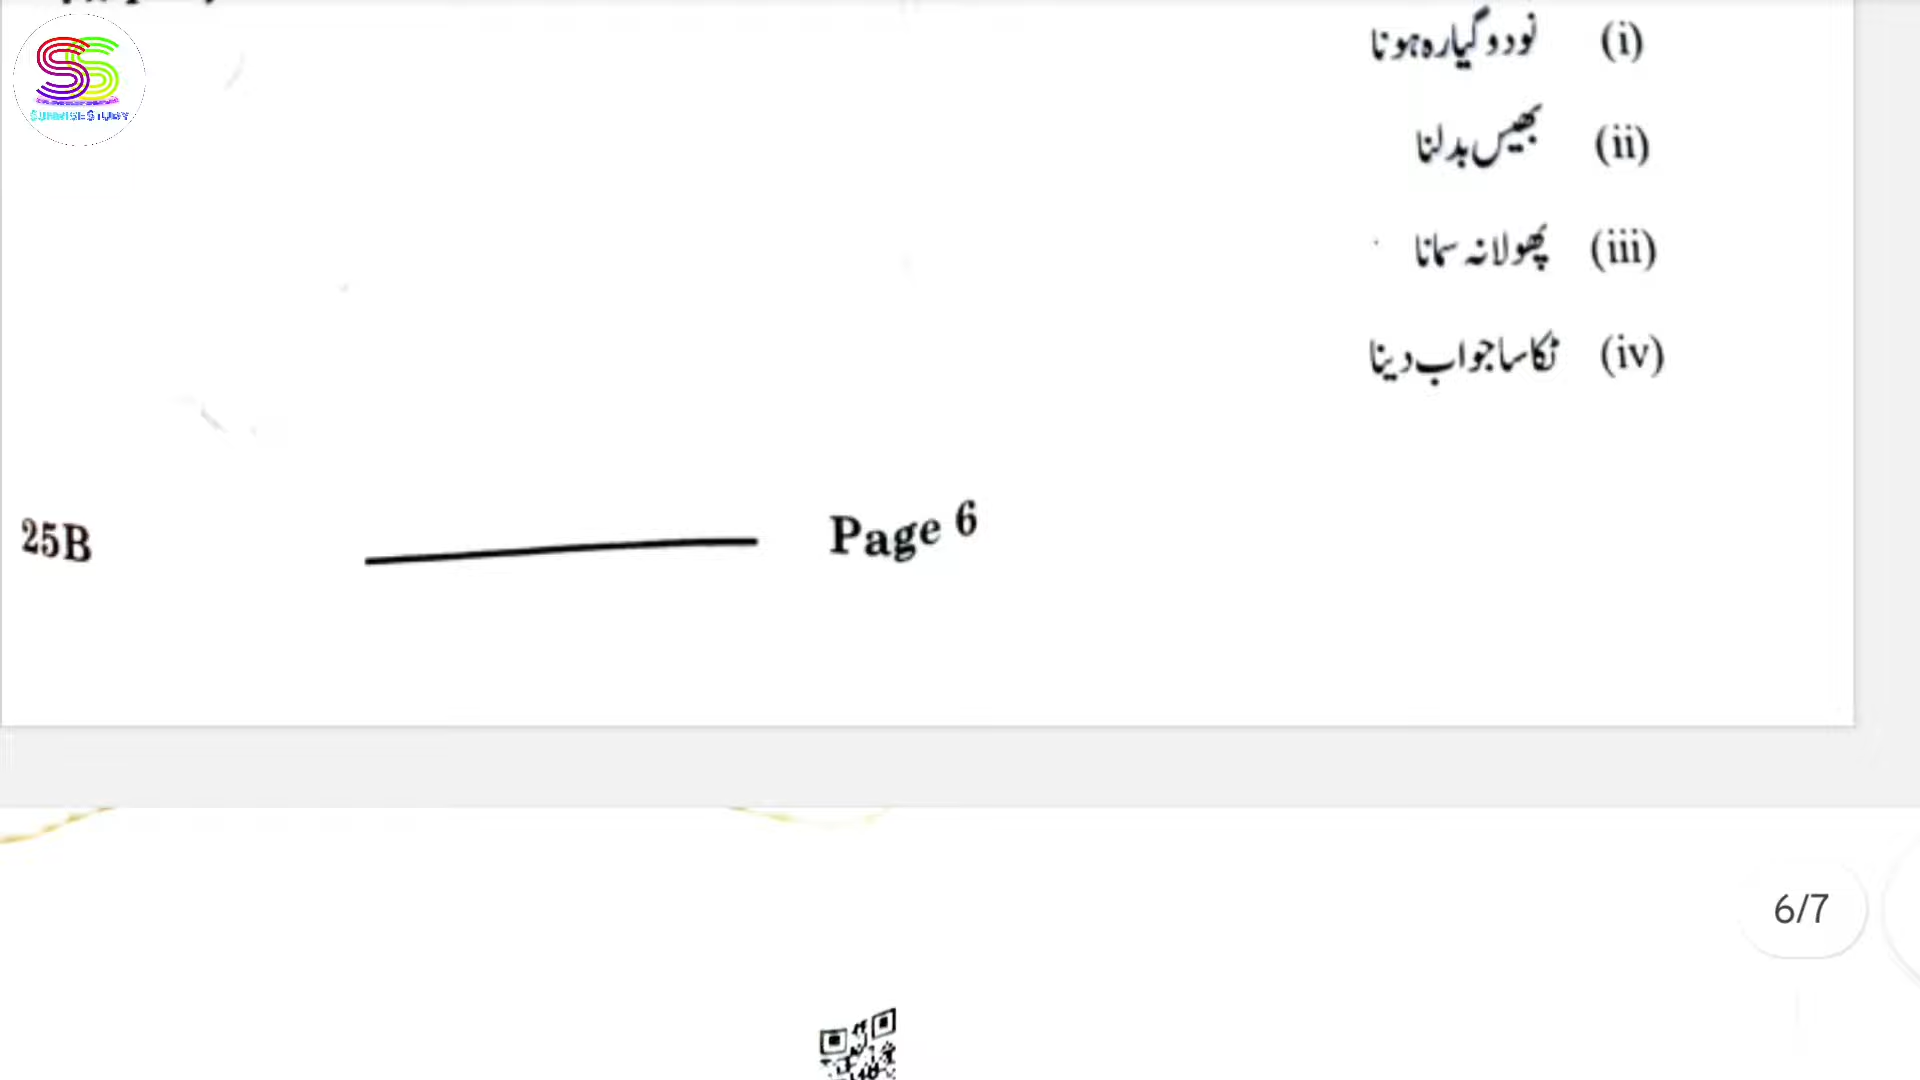 (i) نو دو گیارہ ہونا
(ii) بھیس بدلنا
(iii) پھولا نہ سمانا
(iv) ٹکا سا جواب دینا
25B
Page 6
6/7
SUNRISESTUDY